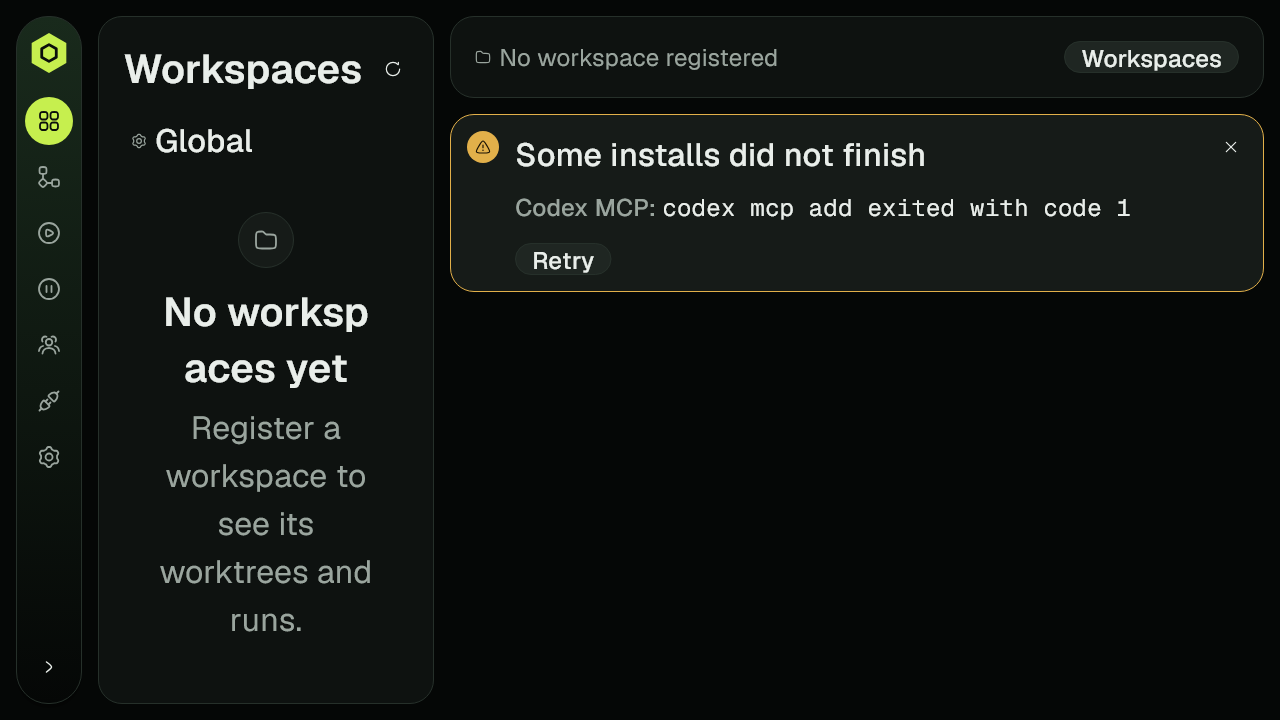 Workspaces
Global
No worksp
aces yet
Register a
workspace to
see its
worktrees and
runs.
No workspace registered
Workspaces
Some installs did not finish
Codex MCP: codex mcp add exited with code 1
Retry